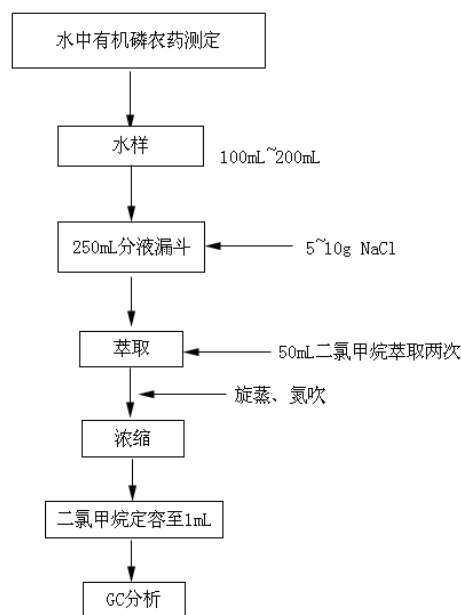 水中有机磷农药测定
水样
100mL~200mL
250mL分液漏斗
5~10g NaCl
萃取
50mL二氯甲烷萃取两次
旋蒸、氮吹
浓缩
二氯甲烷定容至1mL
GC分析